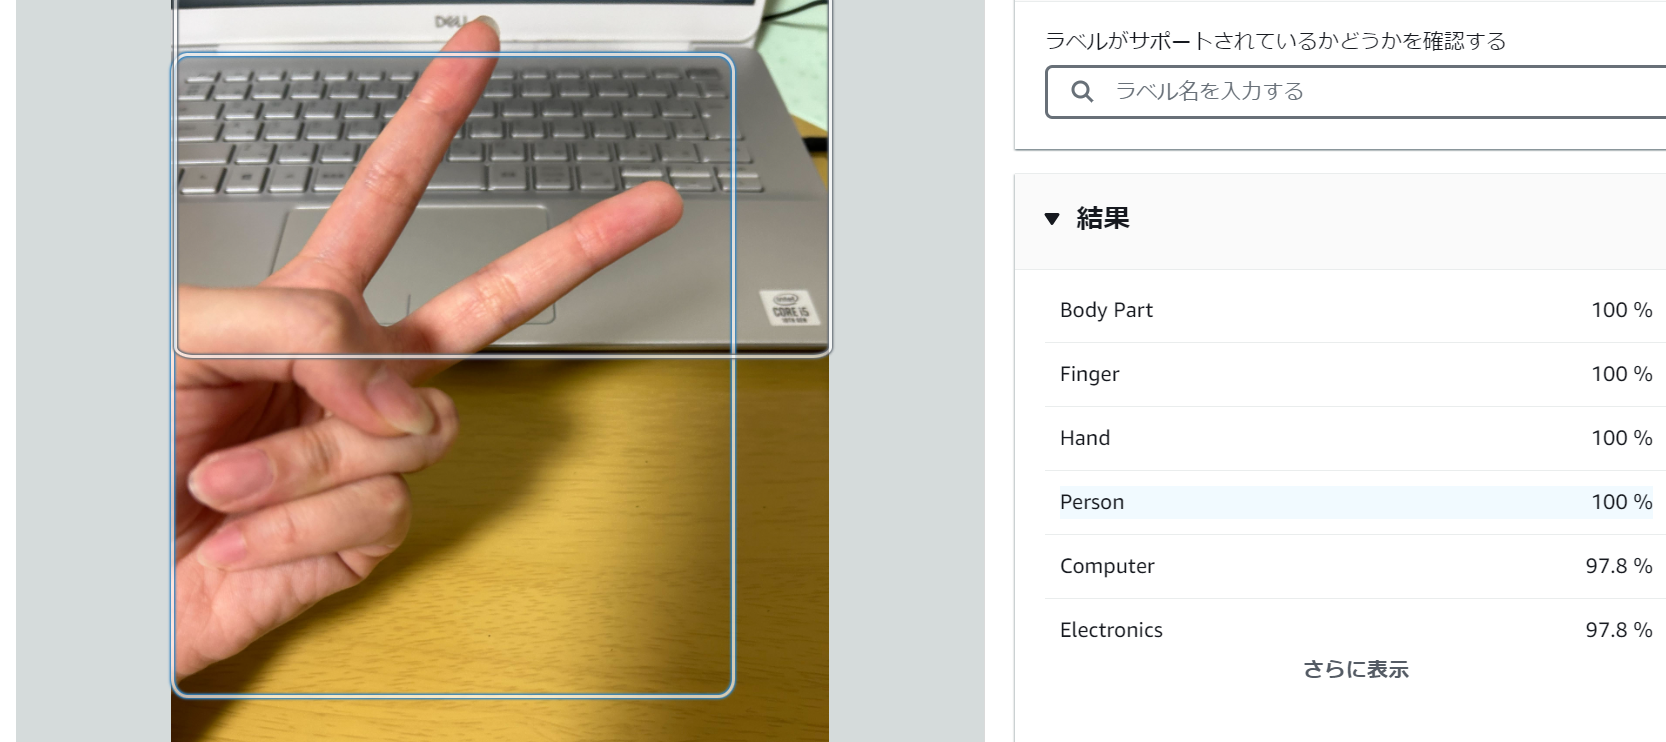 DELL
intel
CORE i5
10TH GEN
ラベルがサポートされているかどうかを確認する
ラベル名を入力する
結果
Body Part 100 %
Finger 100 %
Hand 100 %
Person 100 %
Computer 97.8 %
Electronics 97.8 %
さらに表示